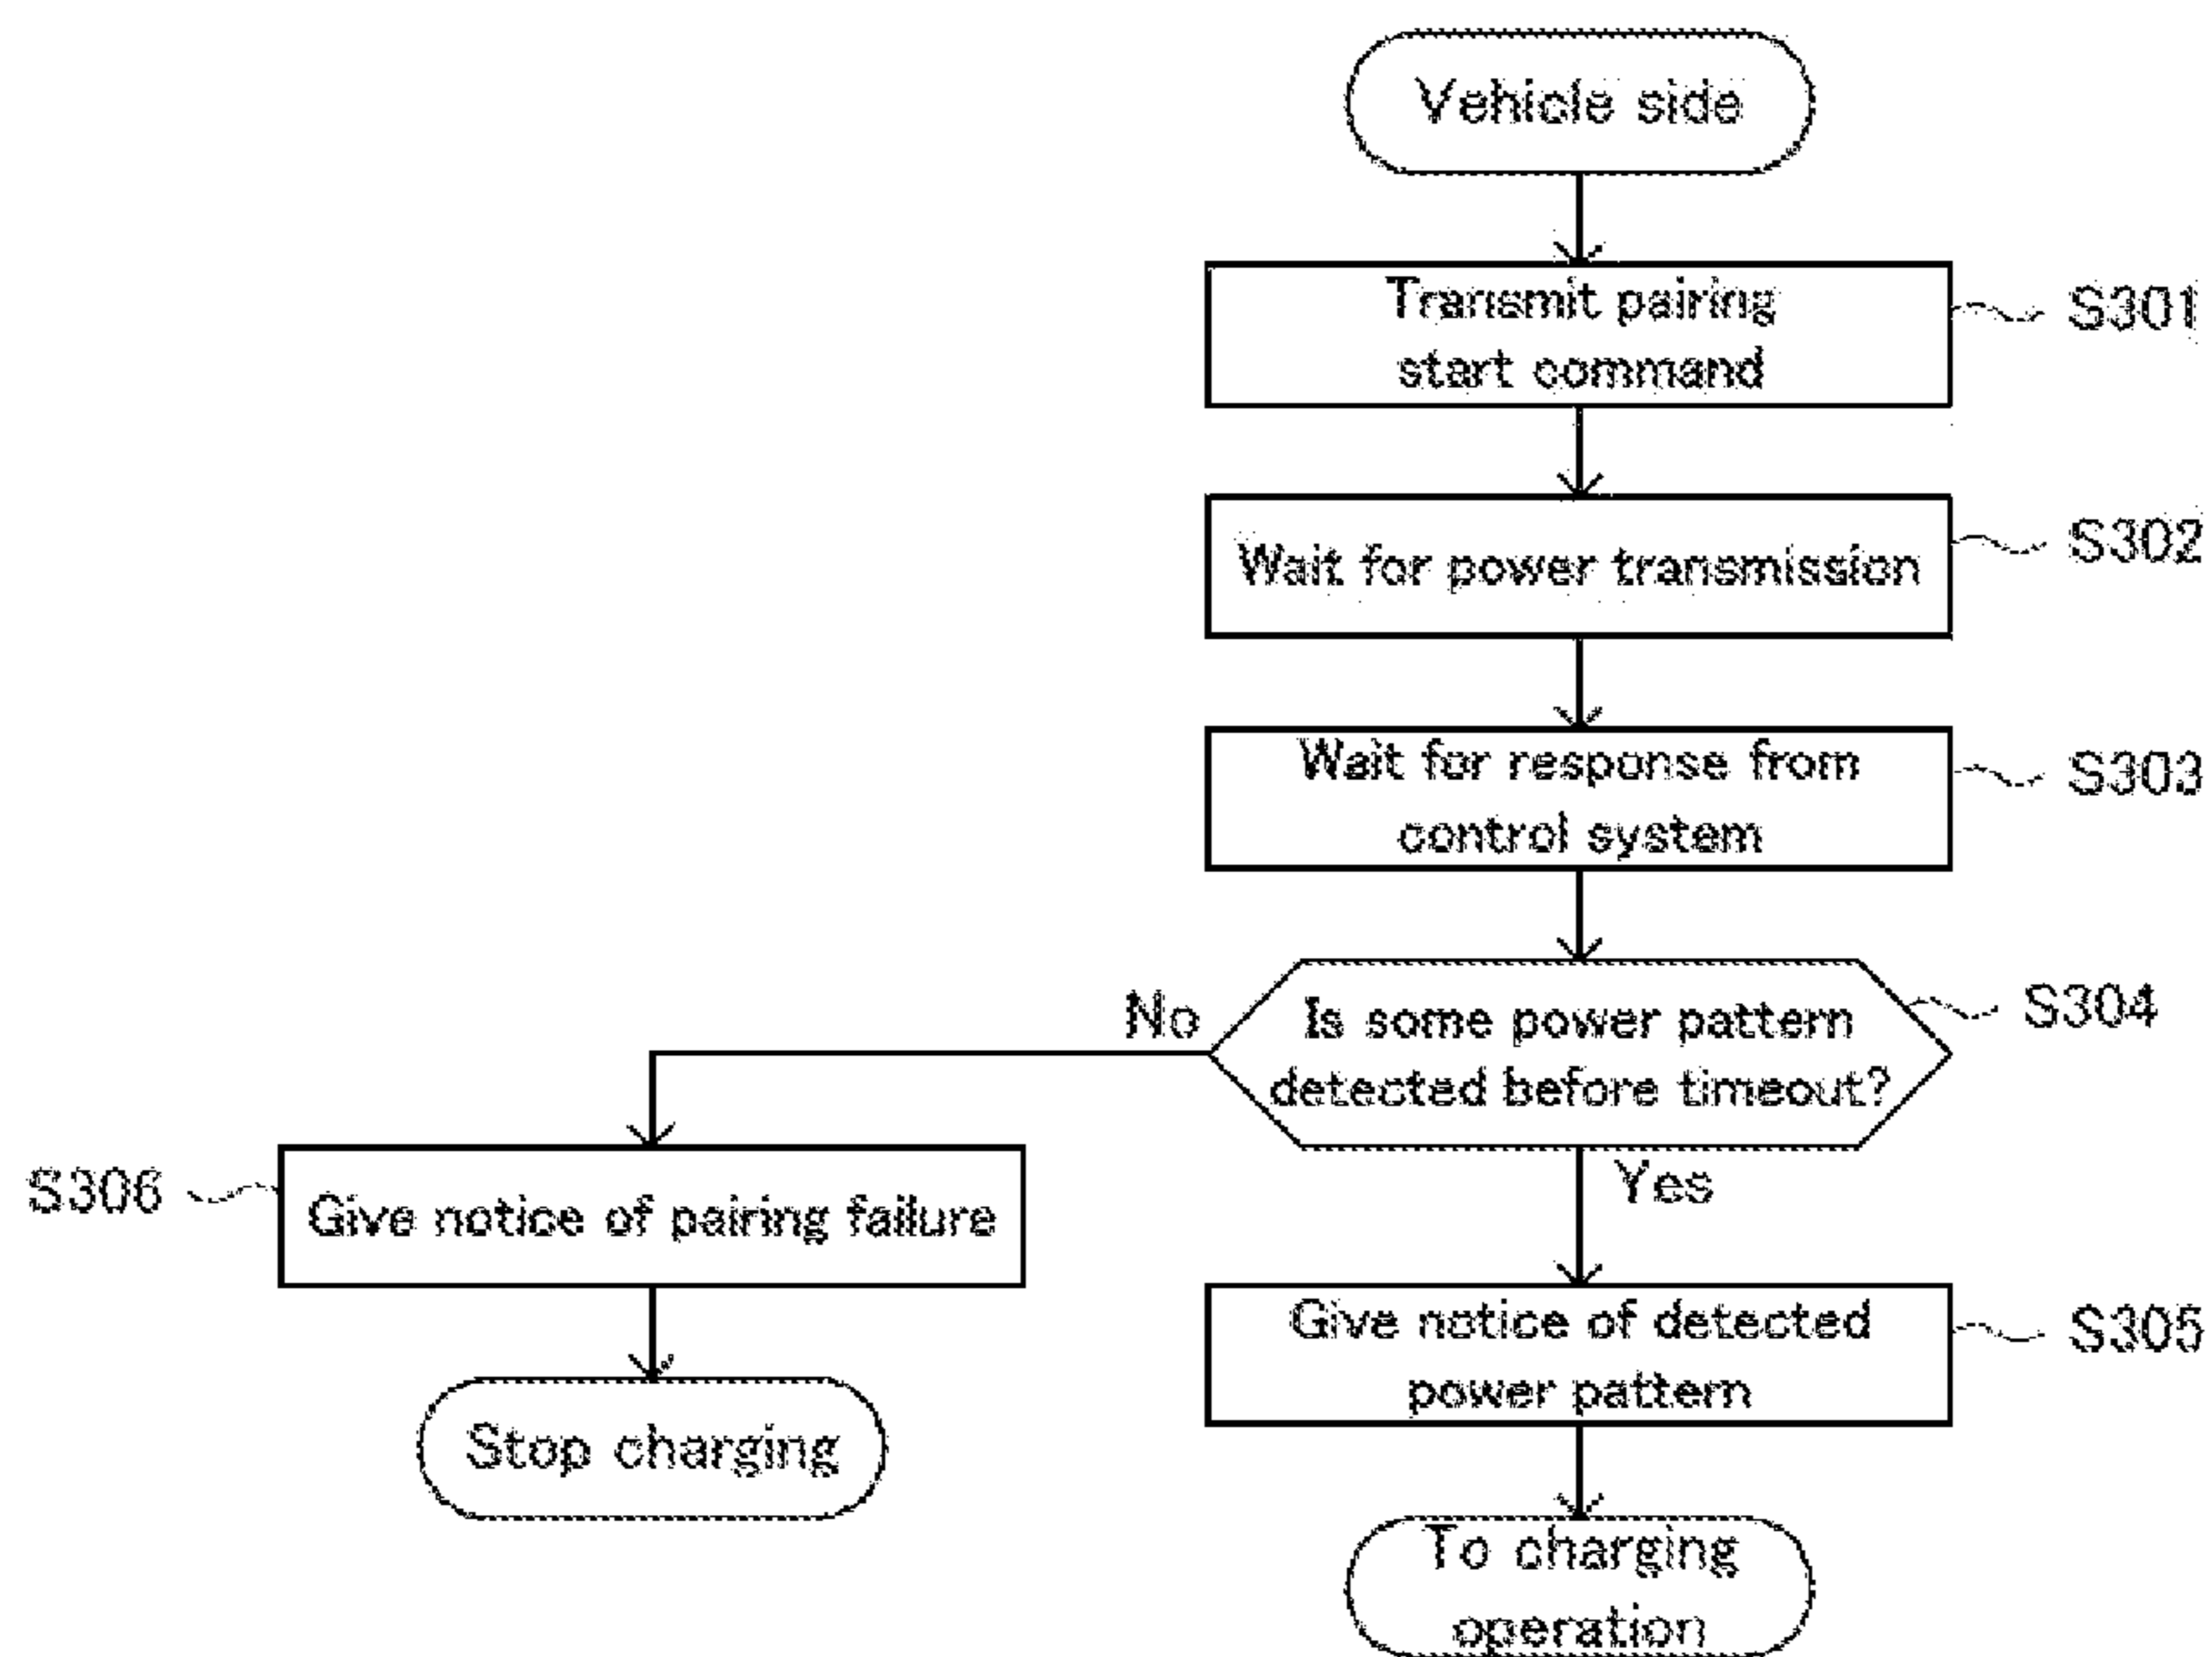 Vehicle side
Transmit pairing
start command
S301
Wait for power transmission
S302
Wait for response from
control system
S303
Is some power pattern
detected before timeout?
S304
No
Yes
S306
Give notice of pairing failure
Give notice of detected
power pattern
S305
Stop charging
To charging
operation